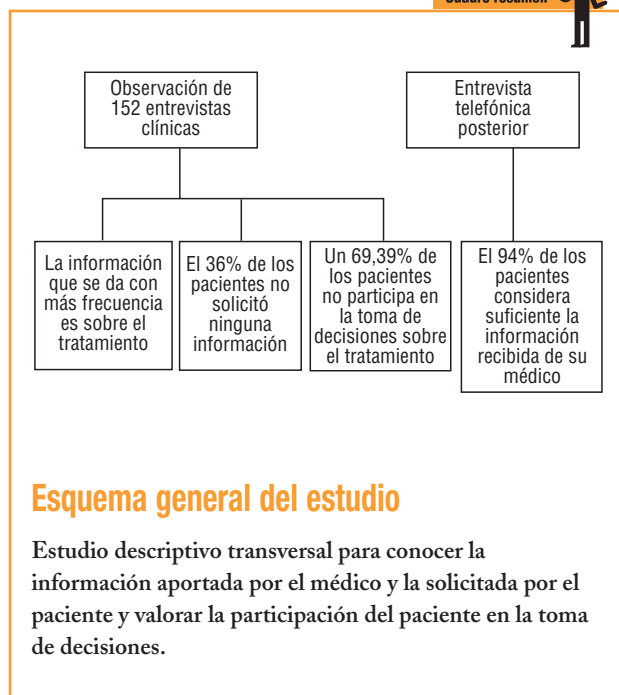 Cuadro resumen
Observación de
152 entrevistas
clínicas
Entrevista
telefónica
posterior
La información
que se da con
más frecuencia
es sobre el
tratamiento
El 36% de los
pacientes no
solicitó
ninguna
información
Un 69,39% de
los pacientes
no participa en
la toma de
decisiones sobre
el tratamiento
El 94% de los
pacientes
considera
suficiente la
información
recibida de su
médico
Esquema general del estudio
Estudio descriptivo transversal para conocer la
información aportada por el médico y la solicitada por el
paciente y valorar la participación del paciente en la toma
de decisiones.